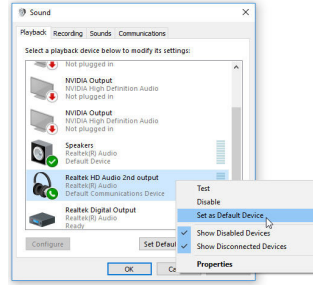 Sound
Playback Recording Sounds Communications
Select a playback device below to modify its settings:
Not plugged in
NVIDIA Output
NVIDIA High Definition Audio
Not plugged in
NVIDIA Output
NVIDIA High Definition Audio
Not plugged in
Speakers
Realtek(R) Audio
Default Device
Realtek HD Audio 2nd output
Realtek(R) Audio
Default Communications Device
Realtek Digital Output
Realtek(R) Audio
Ready
Test
Disable
Set as Default Device
Show Disabled Devices
Show Disconnected Devices
Properties
Configure Set Defaul
OK Ca